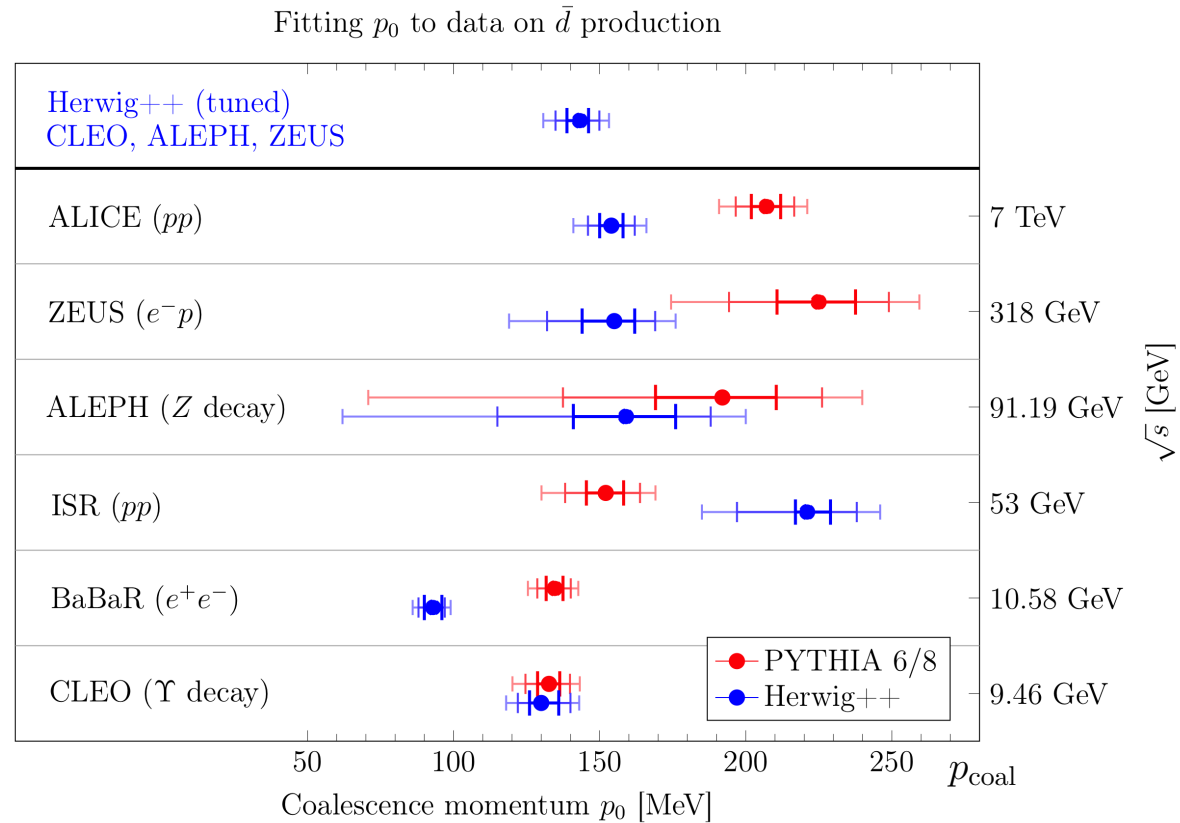 Fitting p₀ to data on d̄ production
Herwig++ (tuned)
CLEO, ALEPH, ZEUS
ALICE (pp)
7 TeV
ZEUS (e⁻p)
318 GeV
ALEPH (Z decay)
91.19 GeV
√s [GeV]
ISR (pp)
53 GeV
BaBaR (e⁺e⁻)
10.58 GeV
PYTHIA 6/8
Herwig++
CLEO (ϒ decay)
9.46 GeV
50 100 150 200 250
p_coal
Coalescence momentum p₀ [MeV]